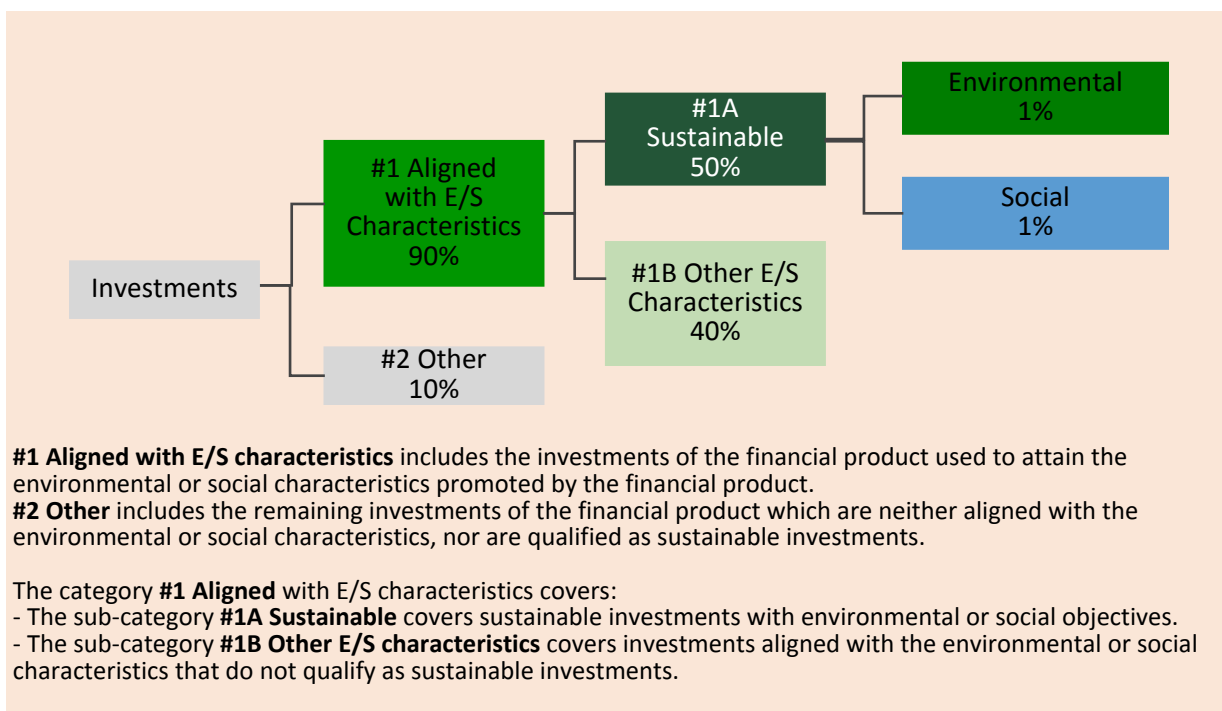 Investments
#1 Aligned
with E/S
Characteristics
90%
#2 Other
10%
#1A
Sustainable
50%
#1B Other E/S
Characteristics
40%
Environmental
1%
Social
1%
#1 Aligned with E/S characteristics includes the investments of the financial product used to attain the
environmental or social characteristics promoted by the financial product.
#2 Other includes the remaining investments of the financial product which are neither aligned with the
environmental or social characteristics, nor are qualified as sustainable investments.
The category #1 Aligned with E/S characteristics covers:
- The sub-category #1A Sustainable covers sustainable investments with environmental or social objectives.
- The sub-category #1B Other E/S characteristics covers investments aligned with the environmental or social
characteristics that do not qualify as sustainable investments.